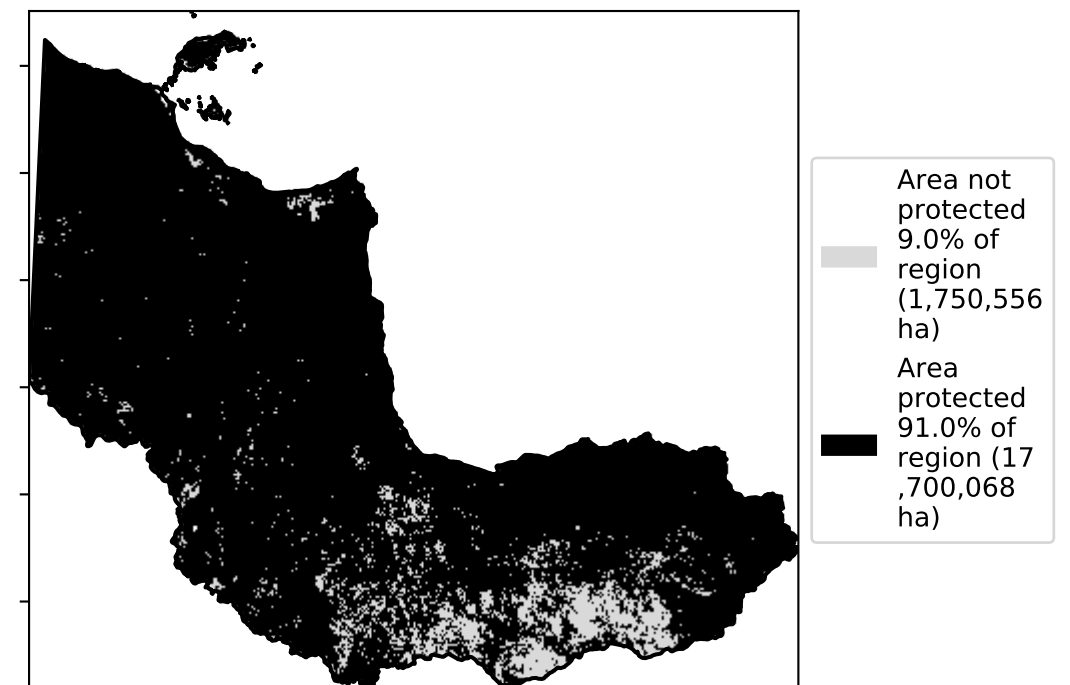 Area not
protected
9.0% of
region
(1,750,556
ha)
Area
protected
91.0% of
region (17
,700,068
ha)